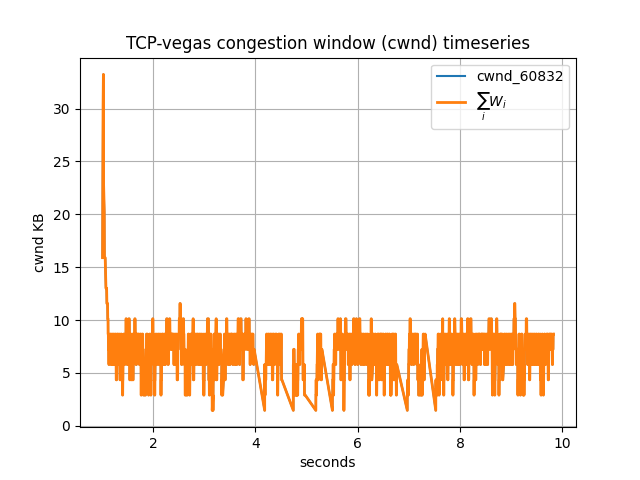 TCP-vegas congestion window (cwnd) timeseries
cwnd_60832
∑ W_i
i
cwnd KB
30
25
20
15
10
5
0
2 4 6 8 10
seconds